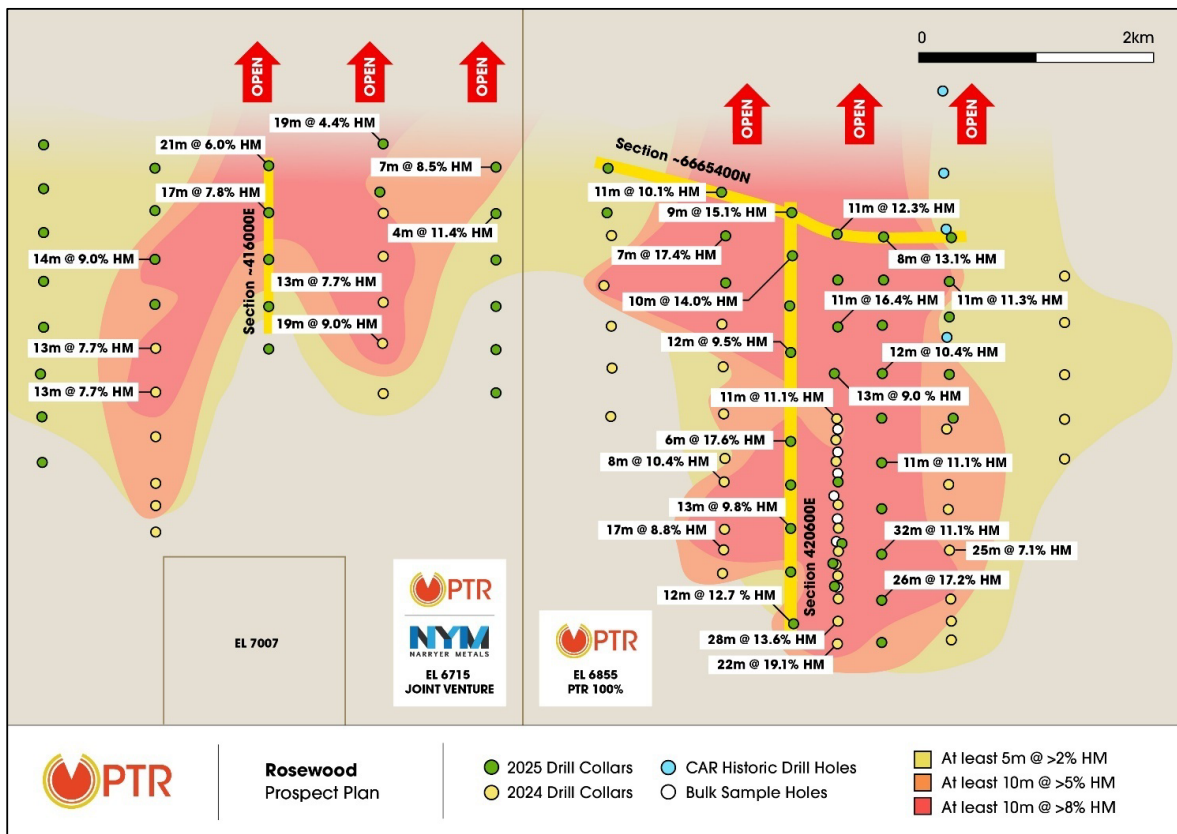 0
2km
OPEN
OPEN
OPEN
OPEN
OPEN
OPEN
19m @ 4.4% HM
21m @ 6.0% HM
7m @ 8.5% HM
17m @ 7.8% HM
4m @ 11.4% HM
14m @ 9.0% HM
Section ~416000E
13m @ 7.7% HM
19m @ 9.0% HM
13m @ 7.7% HM
13m @ 7.7% HM
Section ~6665400N
11m @ 10.1% HM
9m @ 15.1% HM
11m @ 12.3% HM
7m @ 17.4% HM
8m @ 13.1% HM
10m @ 14.0% HM
11m @ 16.4% HM
11m @ 11.3% HM
12m @ 9.5% HM
12m @ 10.4% HM
11m @ 11.1% HM
13m @ 9.0 % HM
6m @ 17.6% HM
8m @ 10.4% HM
11m @ 11.1% HM
13m @ 9.8% HM
Section 420600E
17m @ 8.8% HM
32m @ 11.1% HM
25m @ 7.1% HM
26m @ 17.2% HM
12m @ 12.7 % HM
28m @ 13.6% HM
22m @ 19.1% HM
EL 7007
PTR
NYM
NARRYER METALS
EL 6715
JOINT VENTURE
PTR
EL 6855
PTR 100%
PTR
Rosewood
Prospect Plan
2025 Drill Collars
2024 Drill Collars
CAR Historic Drill Holes
Bulk Sample Holes
At least 5m @ >2% HM
At least 10m @ >5% HM
At least 10m @ >8% HM